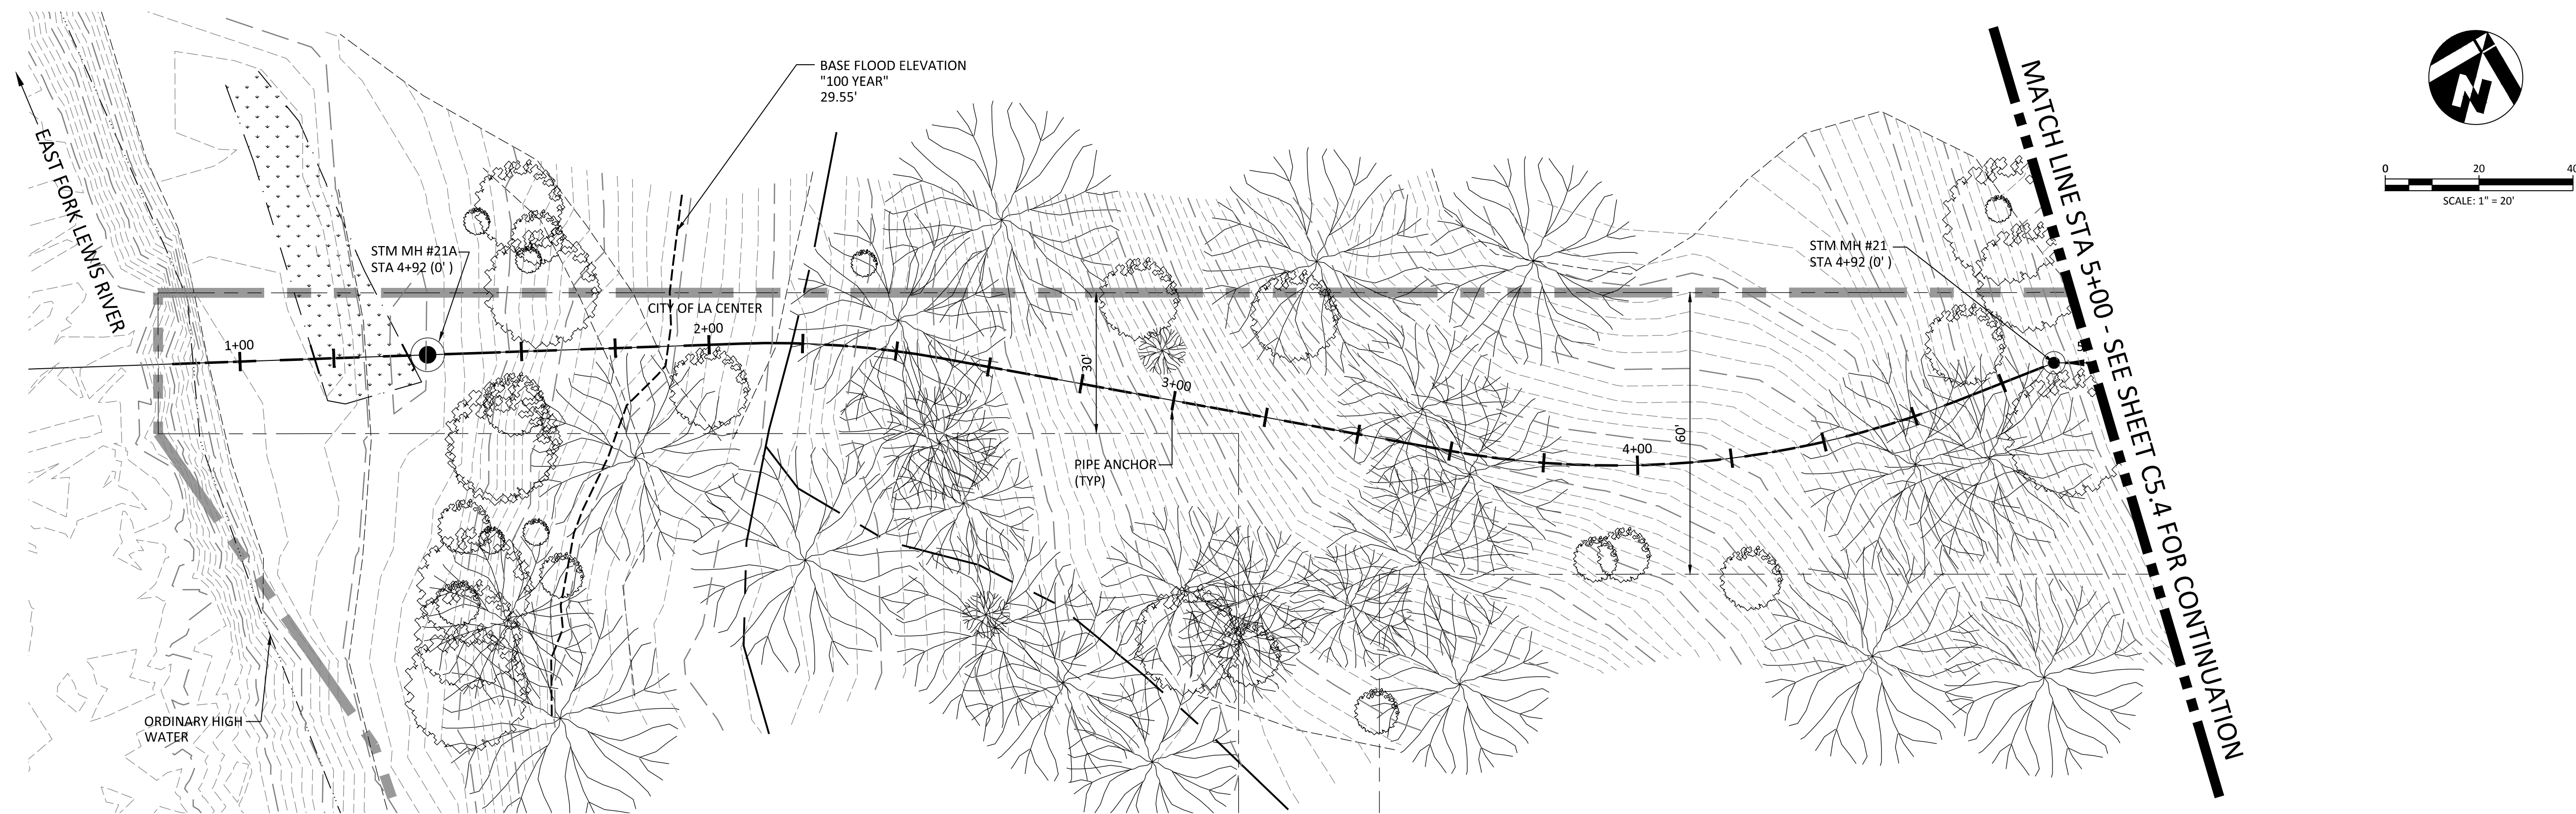 BASE FLOOD ELEVATION
"100 YEAR"
29.55'
EAST FORK LEWIS RIVER
STM MH #21A
STA 4+92 (0' )
CITY OF LA CENTER
1+00
2+00
30'
3+00
PIPE ANCHOR
(TYP)
4+00
60'
STM MH #21
STA 4+92 (0' )
MATCH LINE STA 5+00 - SEE SHEET C5.4 FOR CONTINUATION
ORDINARY HIGH
WATER
N
0 20 40
SCALE: 1" = 20'